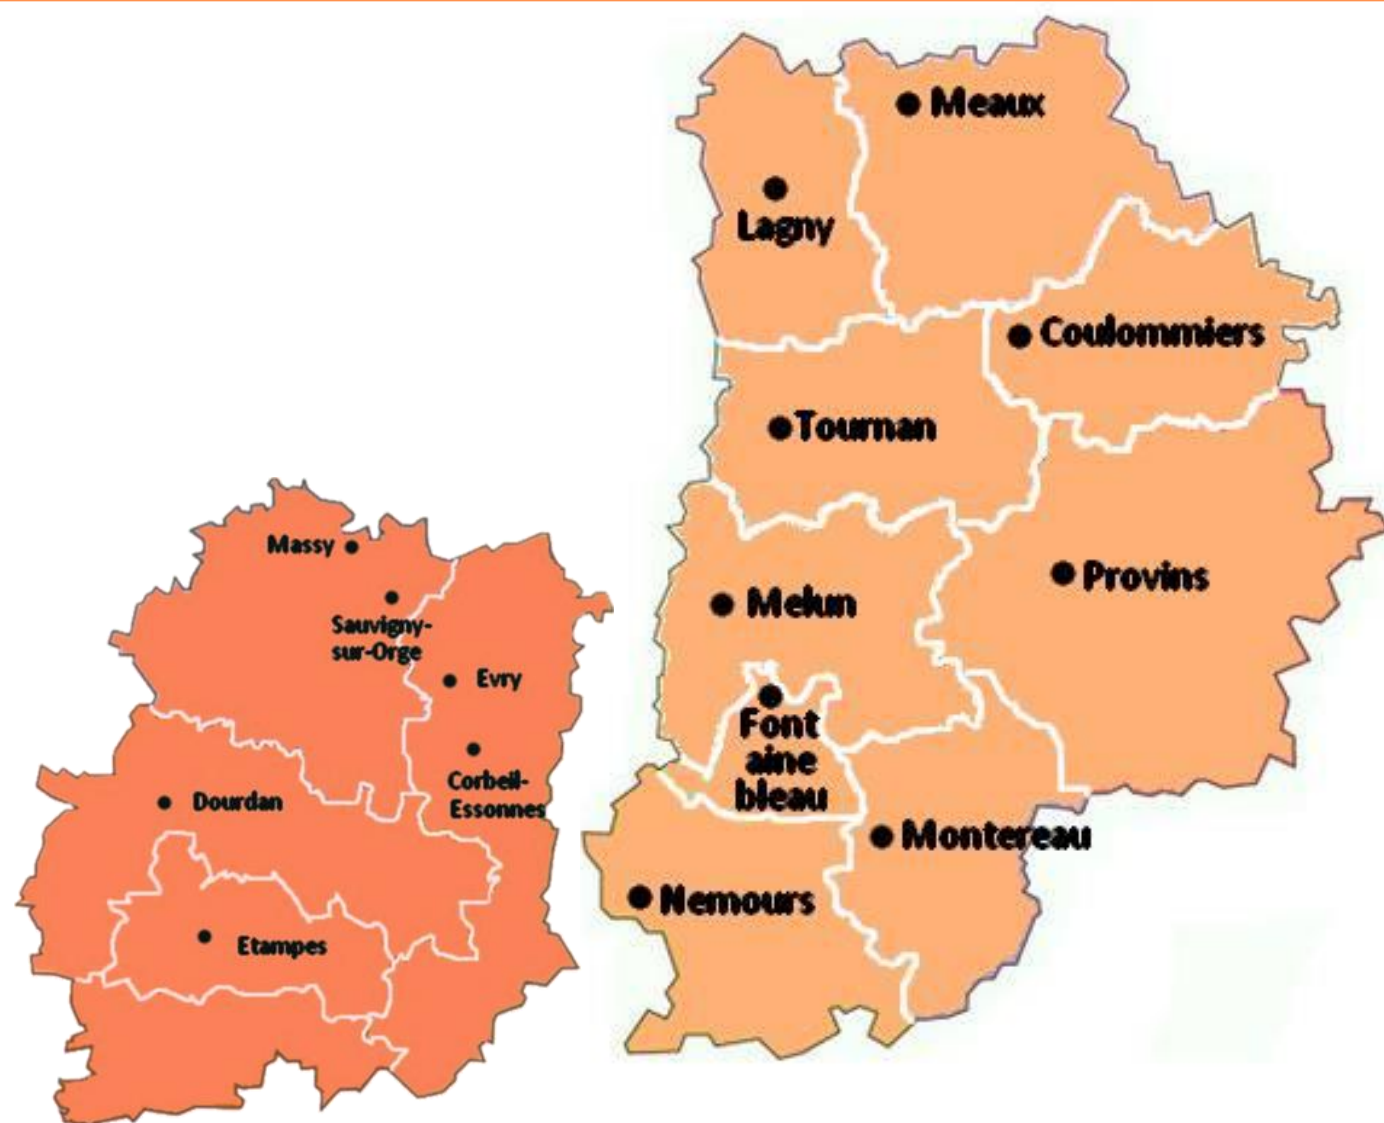 Meaux
Lagny
Coulommiers
Tournan
Provins
Melun
Font
aine
bleau
Montereau
Nemours
Massy
Sauvigny-
sur-Orge
Evry
Corbeil-
Essonnes
Dourdan
Etampes